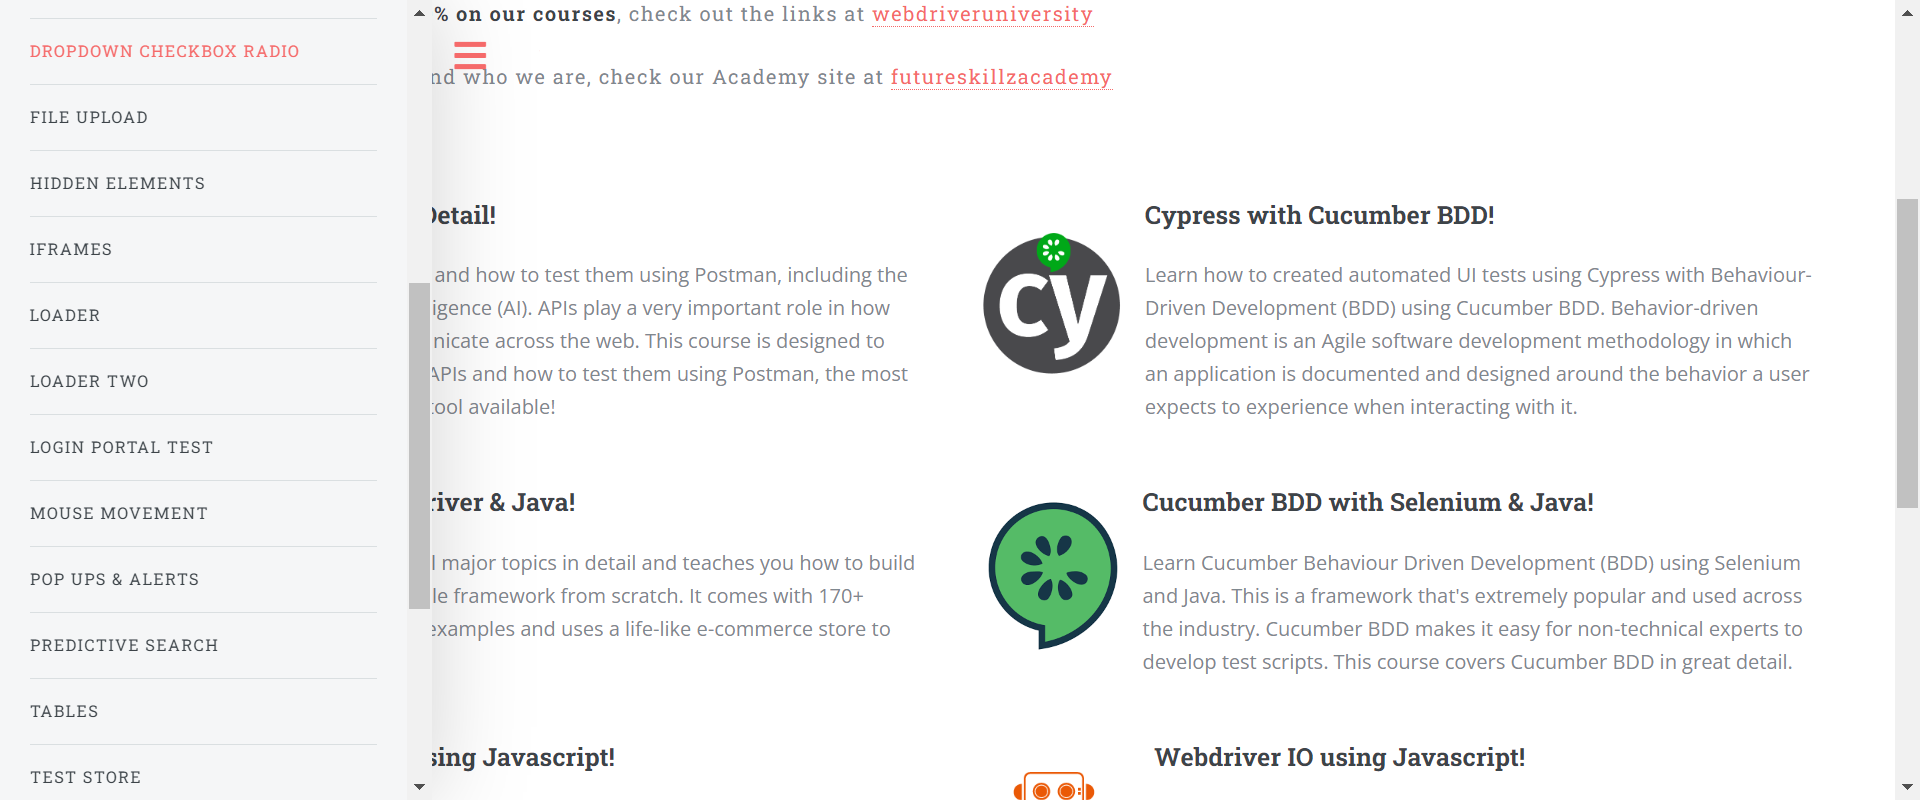 DROPDOWN CHECKBOX RADIO
FILE UPLOAD
HIDDEN ELEMENTS
IFRAMES
LOADER
LOADER TWO
LOGIN PORTAL TEST
MOUSE MOVEMENT
POP UPS & ALERTS
PREDICTIVE SEARCH
TABLES
TEST STORE
% on our courses, check out the links at webdriveruniversity
nd who we are, check our Academy site at futureskillzacademy
Detail!
and how to test them using Postman, including the
ligence (AI). APIs play a very important role in how
nicate across the web. This course is designed to
APIs and how to test them using Postman, the most
tool available!
Cypress with Cucumber BDD!
cy
Learn how to created automated UI tests using Cypress with Behaviour-
Driven Development (BDD) using Cucumber BDD. Behavior-driven
development is an Agile software development methodology in which
an application is documented and designed around the behavior a user
expects to experience when interacting with it.
river & Java!
l major topics in detail and teaches you how to build
le framework from scratch. It comes with 170+
examples and uses a life-like e-commerce store to
Cucumber BDD with Selenium & Java!
Learn Cucumber Behaviour Driven Development (BDD) using Selenium
and Java. This is a framework that's extremely popular and used across
the industry. Cucumber BDD makes it easy for non-technical experts to
develop test scripts. This course covers Cucumber BDD in great detail.
sing Javascript!
Webdriver IO using Javascript!